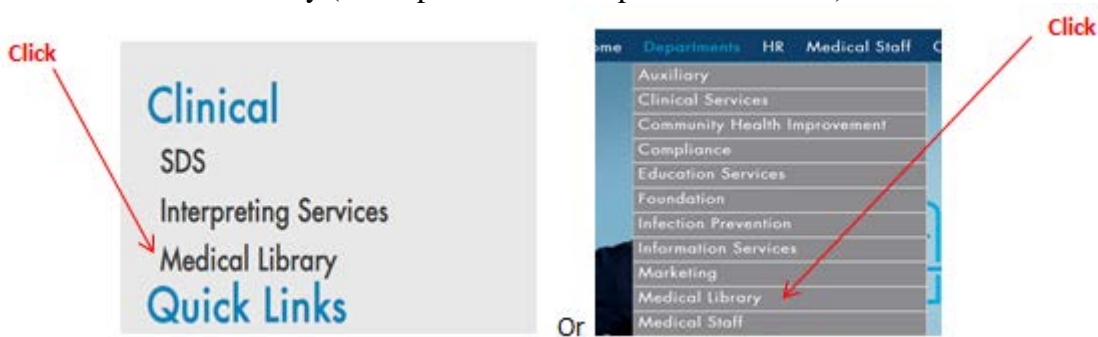 Click
Clinical
SDS
Interpreting Services
Medical Library
Quick Links
Or
ome Departments HR Medical Staff
Auxiliary
Clinical Services
Community Health Improvement
Compliance
Education Services
Foundation
Infection Prevention
Information Services
Marketing
Medical Library
Medical Staff
Click